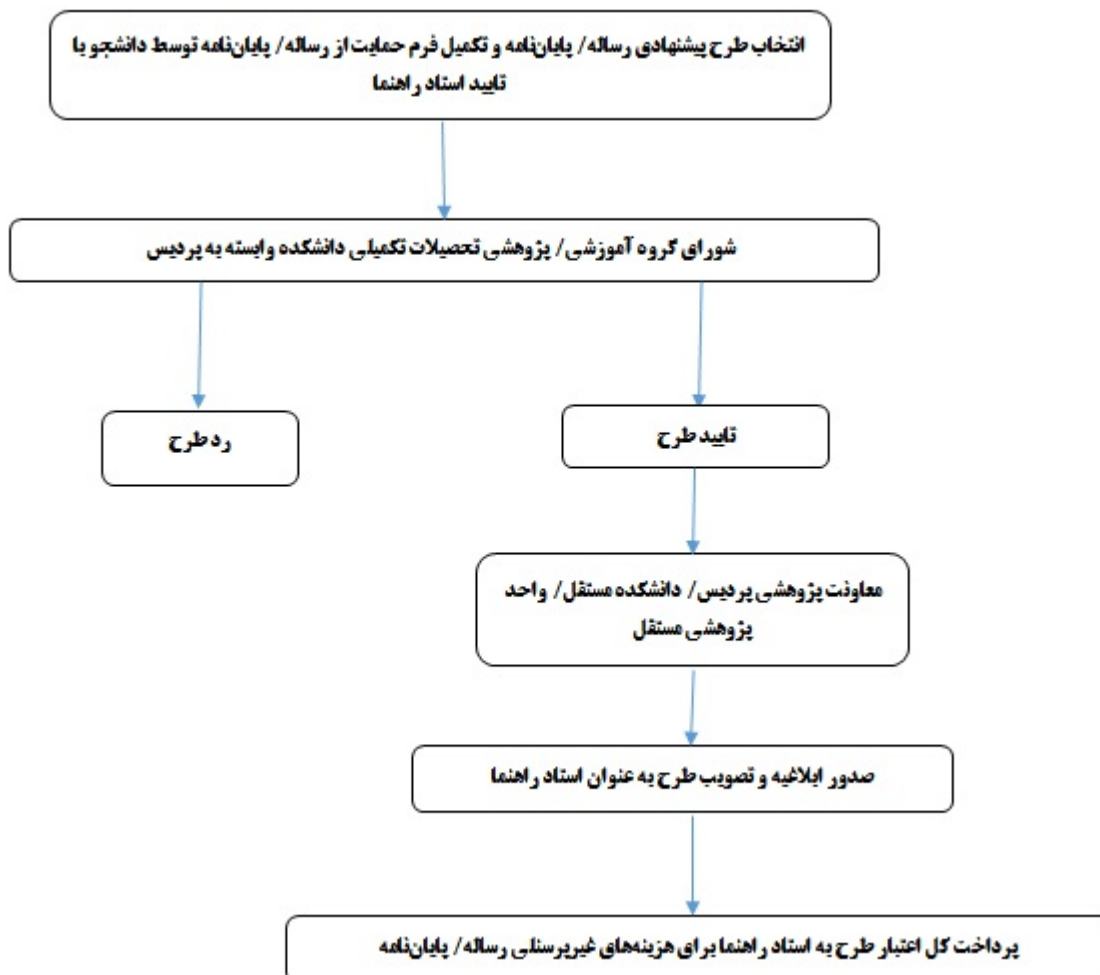 انتخاب طرح پیشنهادی رساله/ پایان‌نامه و تکمیل فرم حمایت از رساله/ پایان‌نامه توسط دانشجو با
تایید استاد راهنما
شورای گروه آموزشی/ پژوهشی تحصیلات تکمیلی دانشکده وابسته به پردیس
تایید طرح
رد طرح
معاونت پژوهشی پردیس/ دانشکده مستقل/ واحد
پژوهشی مستقل
صدور ابلاغیه و تصویب طرح به عنوان استاد راهنما
پرداخت کل اعتبار طرح به استاد راهنما برای هزینه‌های غیرپرسنلی رساله/ پایان‌نامه